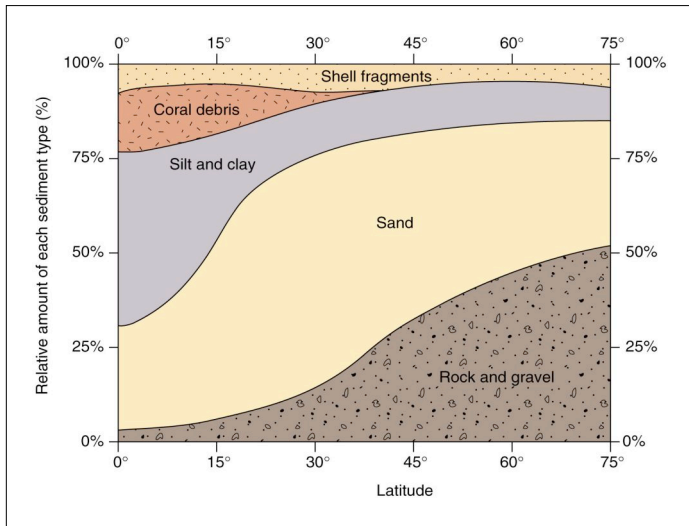 0° 15° 30° 45° 60° 75°
100% 100%
Shell fragments
Coral debris
75% 75%
Silt and clay
Sand
50% 50%
25% 25%
Rock and gravel
0% 0%
0° 15° 30° 45° 60° 75°
Latitude
Relative amount of each sediment type (%)